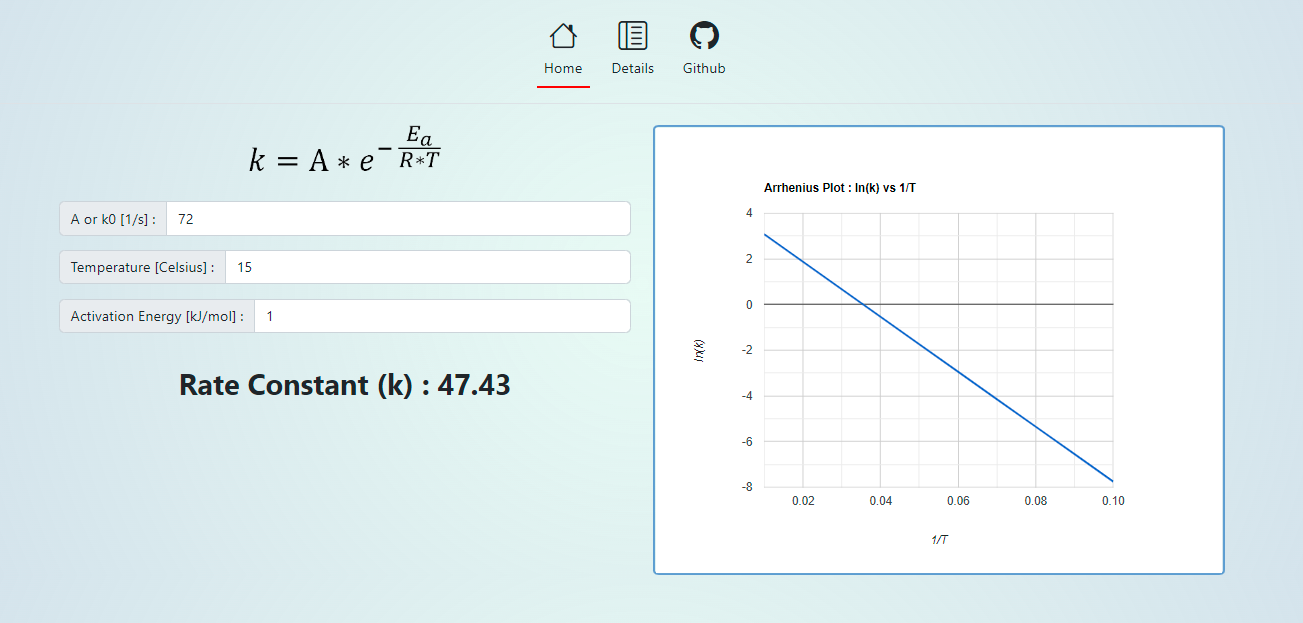 Home Details Github
k = A * e^{-\frac{E_a}{R*T}}
A or k0 [1/s] : 72
Temperature [Celsius] : 15
Activation Energy [kJ/mol] : 1
Rate Constant (k) : 47.43
Arrhenius Plot : ln(k) vs 1/T
4
2
0
-2
-4
-6
-8
ln(k)
0.02 0.04 0.06 0.08 0.10
1/T